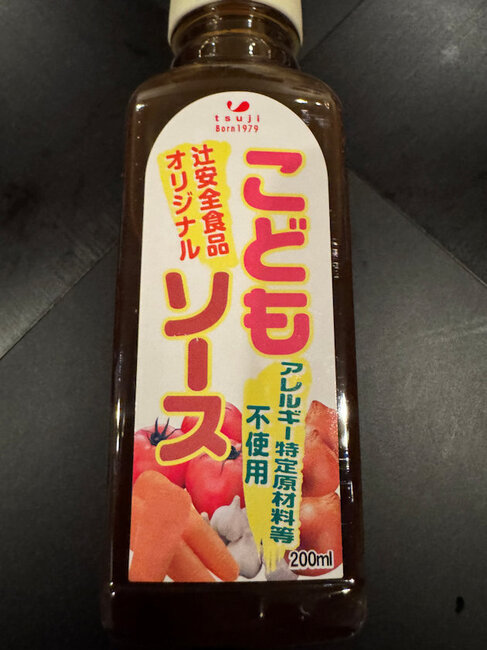 tsuji
Born1979
こども
ソース
辻安全食品
オリジナル
アレルギー特定原材料等
不使用
200ml